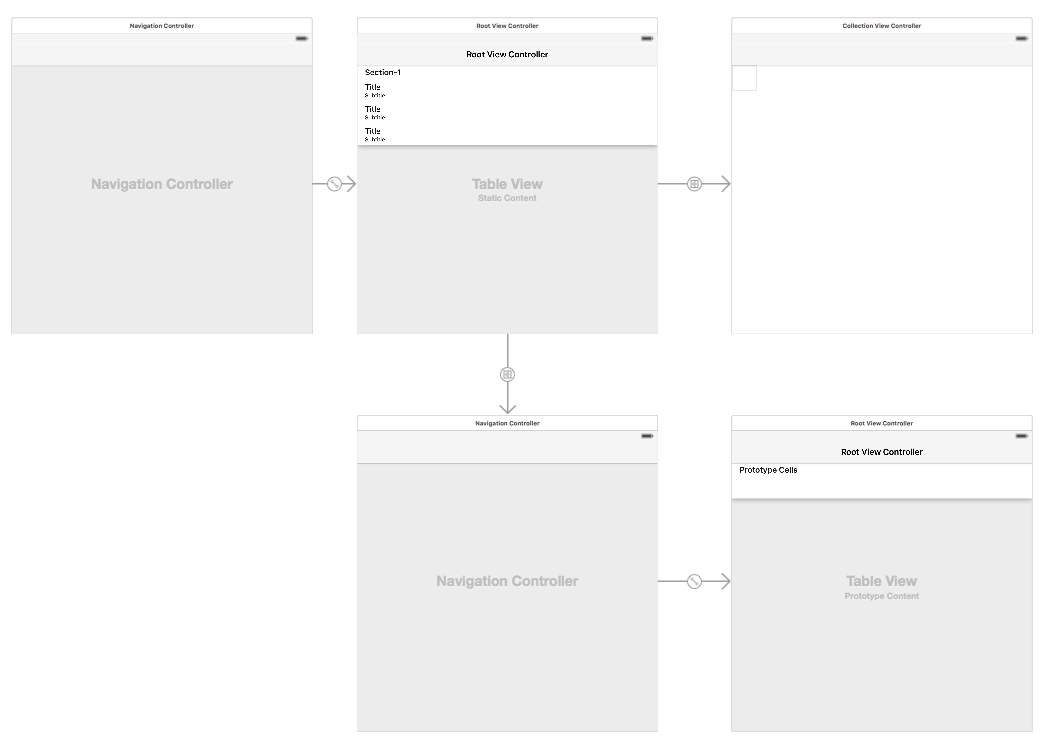 Navigation Controller
Root View Controller
Collection View Controller
Root View Controller
Section-1
Title
Subtitle
Title
Subtitle
Title
Subtitle
Navigation Controller
Table View
Static Content
Navigation Controller
Root View Controller
Root View Controller
Prototype Cells
Navigation Controller
Table View
Prototype Content